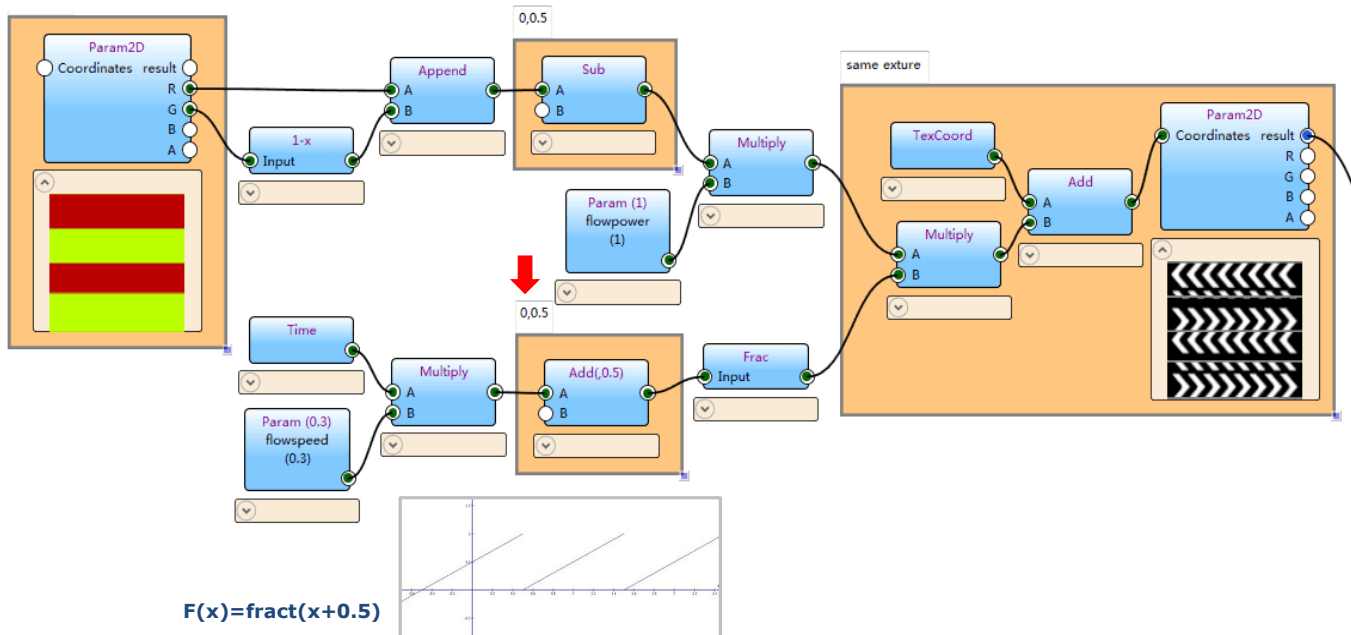 0,0.5
Param2D
Coordinates result
R
G
B
A
Append
A
B
Sub
A
B
1-x
Input
Multiply
A
B
Param (1)
flowpower
(1)
same exture
TexCoord
Param2D
Coordinates result
R
G
B
A
Add
A
B
Multiply
A
B
0,0.5
Time
Multiply
A
B
Add(,0.5)
A
B
Frac
Input
Param (0.3)
flowspeed
(0.3)
F(x)=fract(x+0.5)